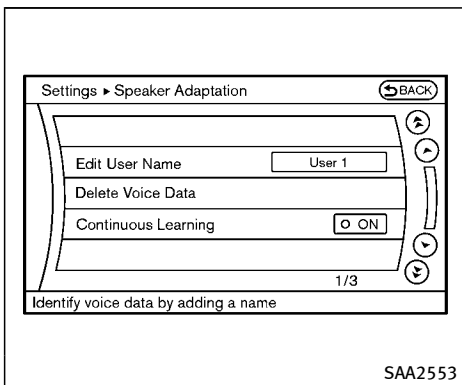 Settings ▸ Speaker Adaptation
BACK
Edit User Name
User 1
Delete Voice Data
Continuous Learning
ON
1/3
Identify voice data by adding a name
SAA2553